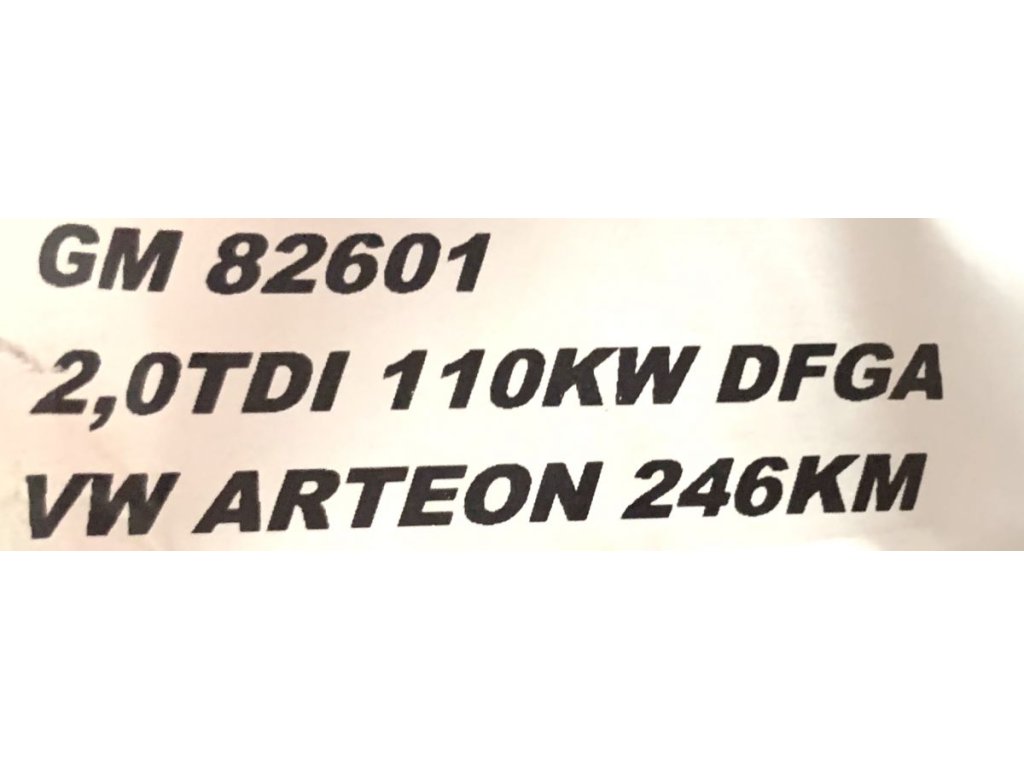 GM 82601
2,0TDI 110KW DFGA
VW ARTEON 246KM